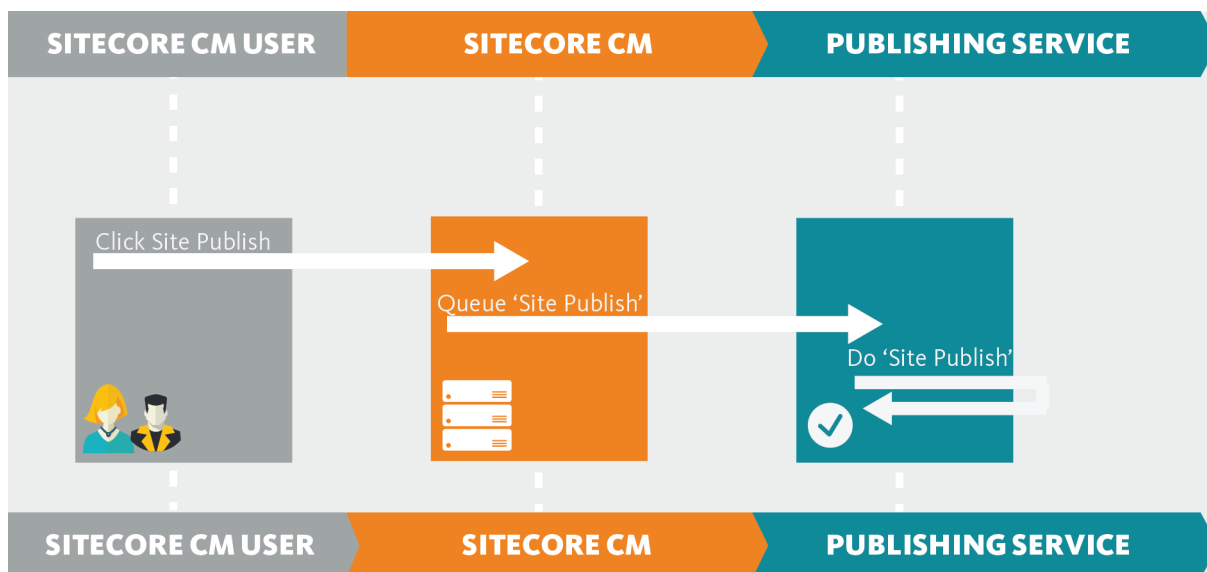 SITECORE CM USER
SITECORE CM
PUBLISHING SERVICE
Click Site Publish
Queue ‘Site Publish’
Do ‘Site Publish’
SITECORE CM USER
SITECORE CM
PUBLISHING SERVICE